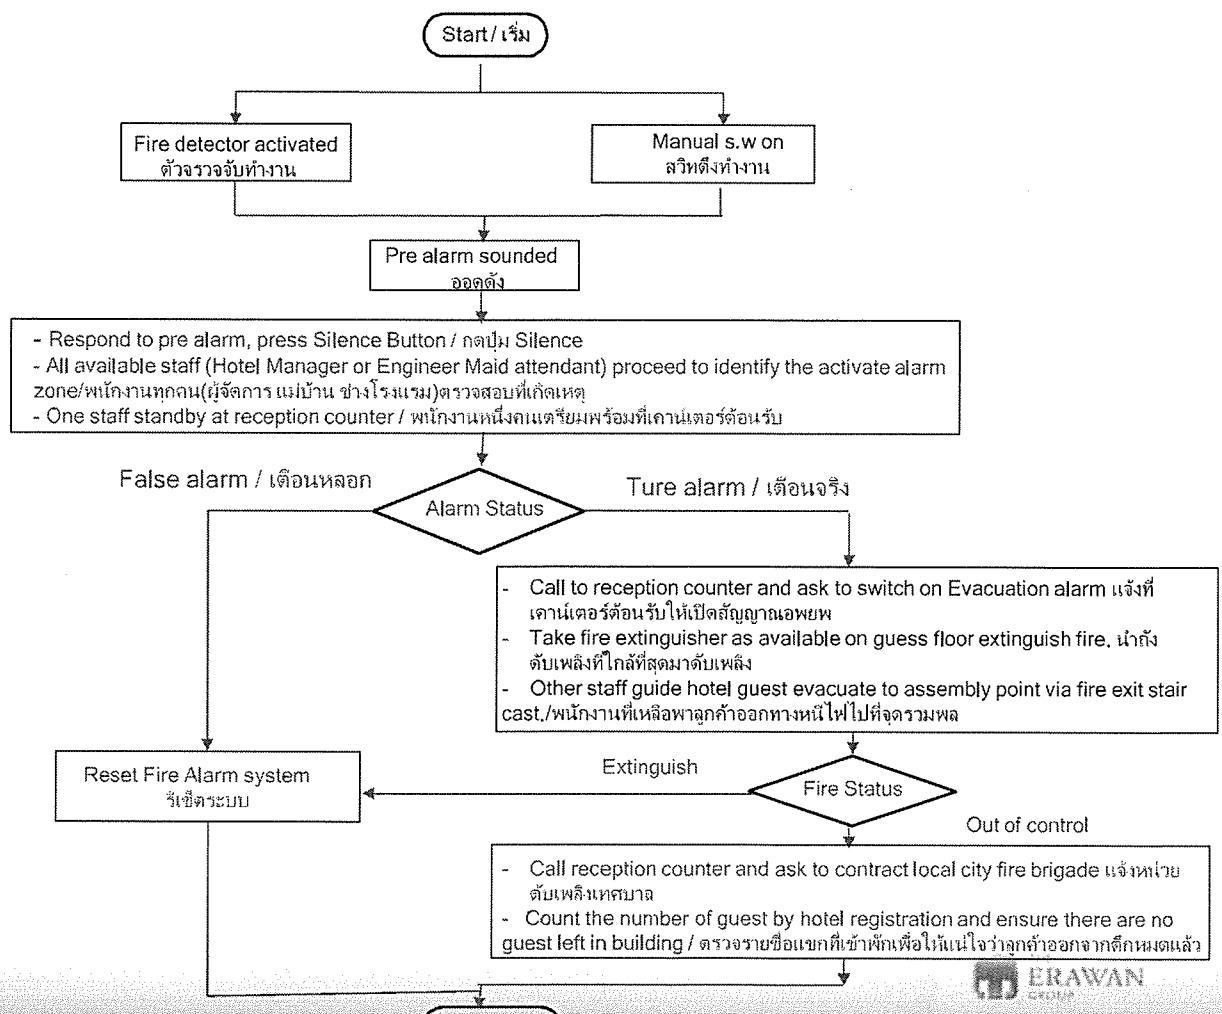 Start / เริ่ม
Fire detector activated
ตัวจรวจจับทำงาน
Manual s.w on
สวิทดึงทำงาน
Pre alarm sounded
ออดดัง
- Respond to pre alarm, press Silence Button / กดปุ่ม Silence
- All available staff (Hotel Manager or Engineer Maid attendant) proceed to identify the activate alarm
zone/พนักงานทุกคน(ผู้จัดการ แม่บ้าน ช่างโรงแรม)ตรวจสอบที่เกิดเหตุ
- One staff standby at reception counter / พนักงานหนึ่งคนเตรียมพร้อมที่เคาน์เตอร์ต้อนรับ
False alarm / เตือนหลอก
Ture alarm / เตือนจริง
Alarm Status
- Call to reception counter and ask to switch on Evacuation alarm แจ้งที่
เคาน์เตอร์ต้อนรับให้เปิดสัญญาณอพยพ
- Take fire extinguisher as available on guess floor extinguish fire. นำถัง
ดับเพลิงที่ใกล้ที่สุดมาดับเพลิง
- Other staff guide hotel guest evacuate to assembly point via fire exit stair
cast./พนักงานที่เหลือพาลูกค้าออกทางหนีไฟไปที่จุดรวมพล
Reset Fire Alarm system
รีเซ็ตระบบ
Extinguish
Fire Status
Out of control
- Call reception counter and ask to contract local city fire brigade แจ้งหน่วย
ดับเพลิงเทศบาล
- Count the number of guest by hotel registration and ensure there are no
guest left in building / ตรวจรายชื่อแขกที่เข้าพักเพื่อให้แน่ใจว่าลูกค้าออกจากตึกหมดแล้ว
ERAWAN
GROUP